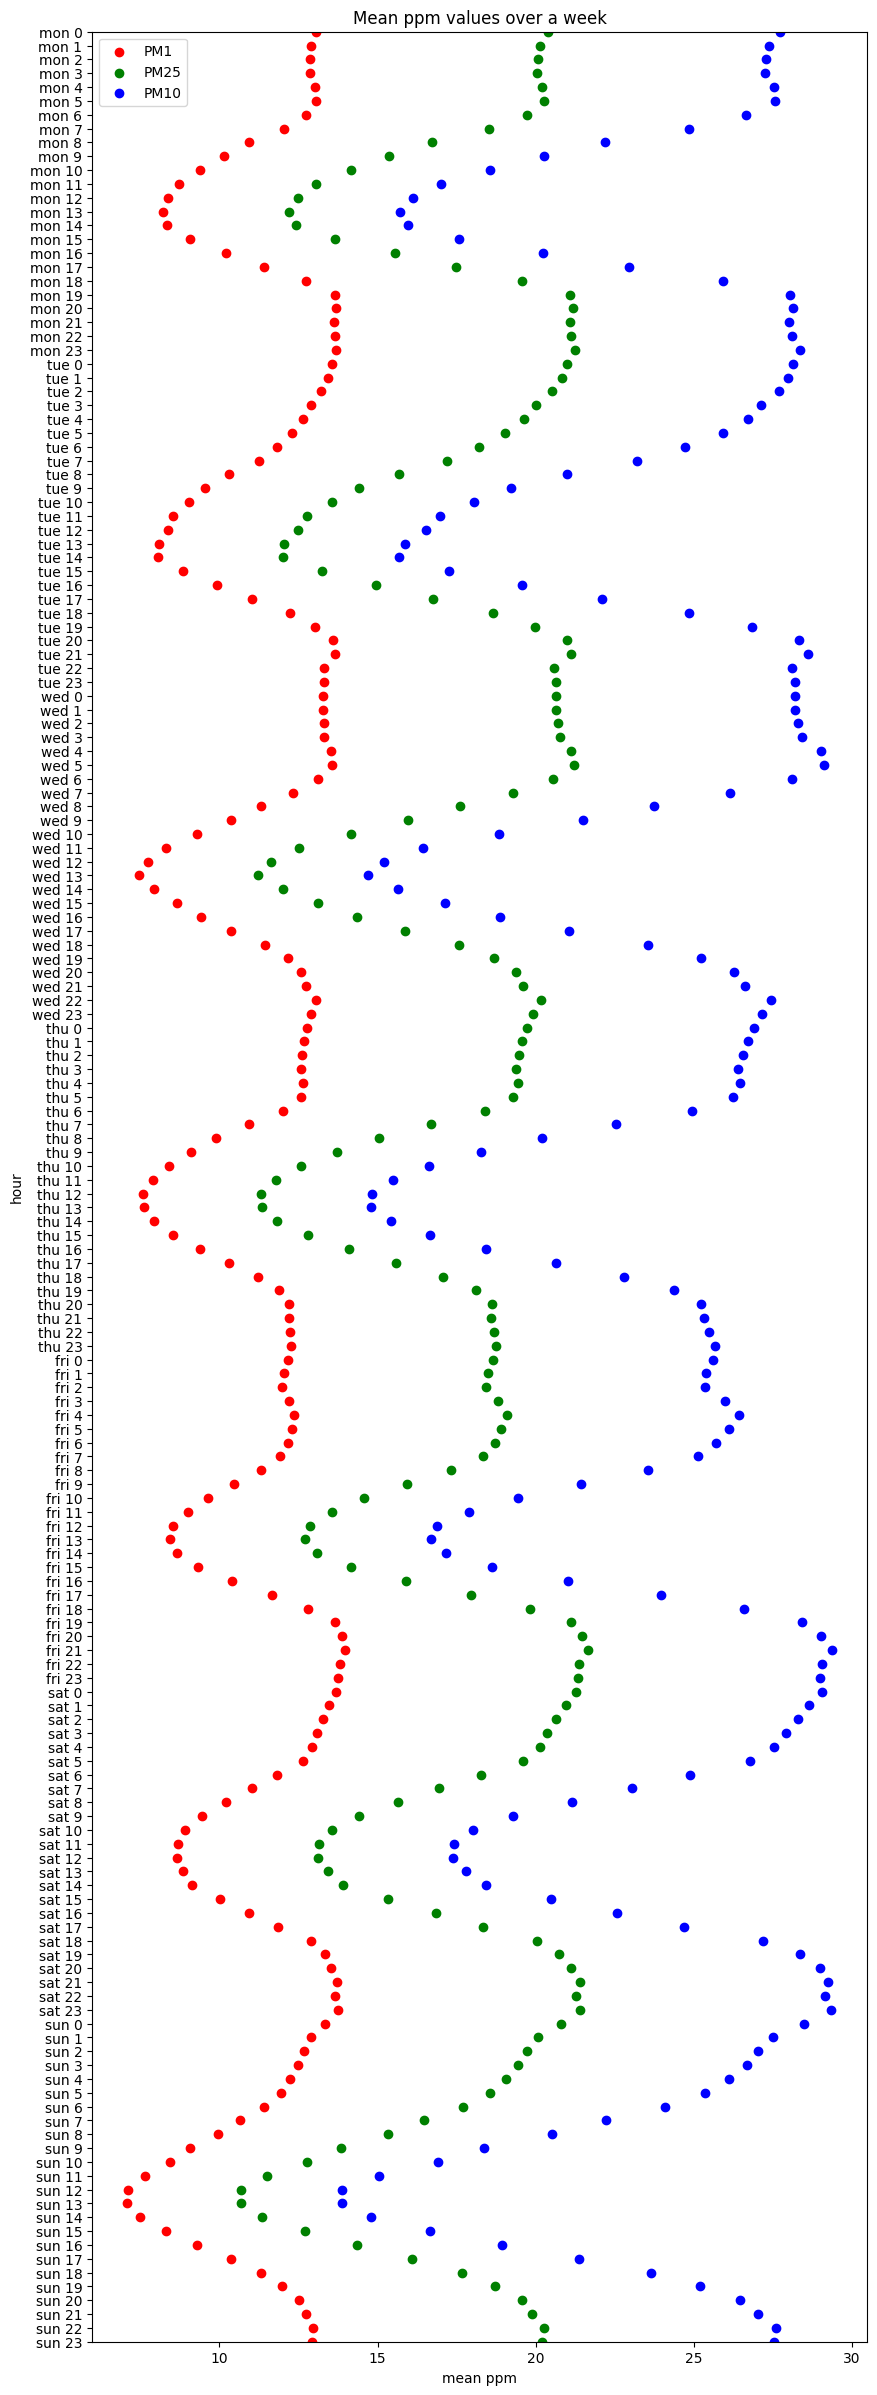 Mean ppm values over a week
PM1
PM25
PM10
mon 0
mon 1
mon 2
mon 3
mon 4
mon 5
mon 6
mon 7
mon 8
mon 9
mon 10
mon 11
mon 12
mon 13
mon 14
mon 15
mon 16
mon 17
mon 18
mon 19
mon 20
mon 21
mon 22
mon 23
tue 0
tue 1
tue 2
tue 3
tue 4
tue 5
tue 6
tue 7
tue 8
tue 9
tue 10
tue 11
tue 12
tue 13
tue 14
tue 15
tue 16
tue 17
tue 18
tue 19
tue 20
tue 21
tue 22
tue 23
wed 0
wed 1
wed 2
wed 3
wed 4
wed 5
wed 6
wed 7
wed 8
wed 9
wed 10
wed 11
wed 12
wed 13
wed 14
wed 15
wed 16
wed 17
wed 18
wed 19
wed 20
wed 21
wed 22
wed 23
thu 0
thu 1
thu 2
thu 3
thu 4
thu 5
thu 6
thu 7
thu 8
thu 9
thu 10
thu 11
thu 12
thu 13
thu 14
thu 15
thu 16
thu 17
thu 18
thu 19
thu 20
thu 21
thu 22
thu 23
fri 0
fri 1
fri 2
fri 3
fri 4
fri 5
fri 6
fri 7
fri 8
fri 9
fri 10
fri 11
fri 12
fri 13
fri 14
fri 15
fri 16
fri 17
fri 18
fri 19
fri 20
fri 21
fri 22
fri 23
sat 0
sat 1
sat 2
sat 3
sat 4
sat 5
sat 6
sat 7
sat 8
sat 9
sat 10
sat 11
sat 12
sat 13
sat 14
sat 15
sat 16
sat 17
sat 18
sat 19
sat 20
sat 21
sat 22
sat 23
sun 0
sun 1
sun 2
sun 3
sun 4
sun 5
sun 6
sun 7
sun 8
sun 9
sun 10
sun 11
sun 12
sun 13
sun 14
sun 15
sun 16
sun 17
sun 18
sun 19
sun 20
sun 21
sun 22
sun 23
hour
10 15 20 25 30
mean ppm